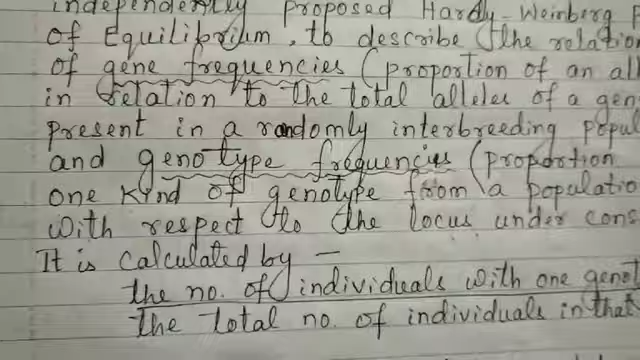 independently proposed Hardy-Weinberg P
of Equilibrium, to describe the relation
of gene frequencies (proportion of an all
in relation to the total alleles of a gen
present in a randomly interbreeding popul
and genotype frequencies (proportion
one kind of genotype from a populatio
with respect to the locus under cons
It is calculated by —
the no. of individuals with one genot
the total no. of individuals in that